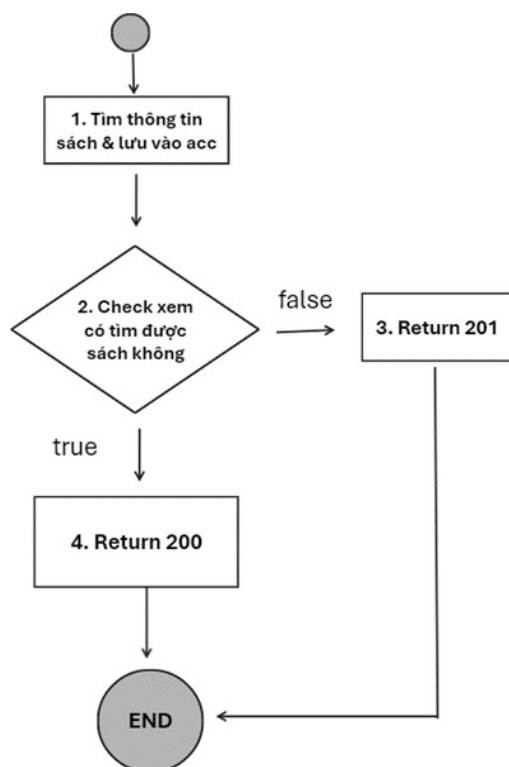 1. Tìm thông tin
sách & lưu vào acc
2. Check xem
có tìm được
sách không
false
3. Return 201
true
4. Return 200
END